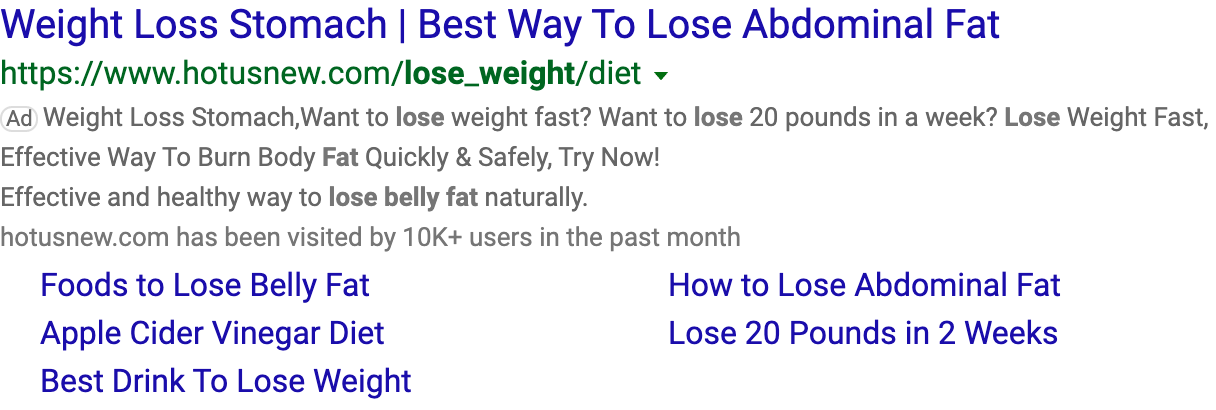 Weight Loss Stomach | Best Way To Lose Abdominal Fat
https://www.hotusnew.com/lose_weight/diet
Ad Weight Loss Stomach,Want to lose weight fast? Want to lose 20 pounds in a week? Lose Weight Fast,
Effective Way To Burn Body Fat Quickly & Safely, Try Now!
Effective and healthy way to lose belly fat naturally.
hotusnew.com has been visited by 10K+ users in the past month
Foods to Lose Belly Fat
How to Lose Abdominal Fat
Apple Cider Vinegar Diet
Lose 20 Pounds in 2 Weeks
Best Drink To Lose Weight